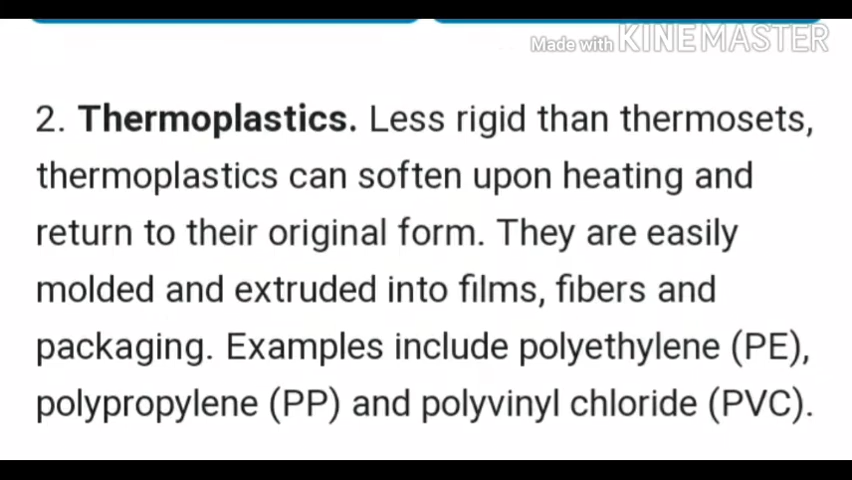 Made with KINEMASTER
2. Thermoplastics. Less rigid than thermosets,
thermoplastics can soften upon heating and
return to their original form. They are easily
molded and extruded into films, fibers and
packaging. Examples include polyethylene (PE),
polypropylene (PP) and polyvinyl chloride (PVC).